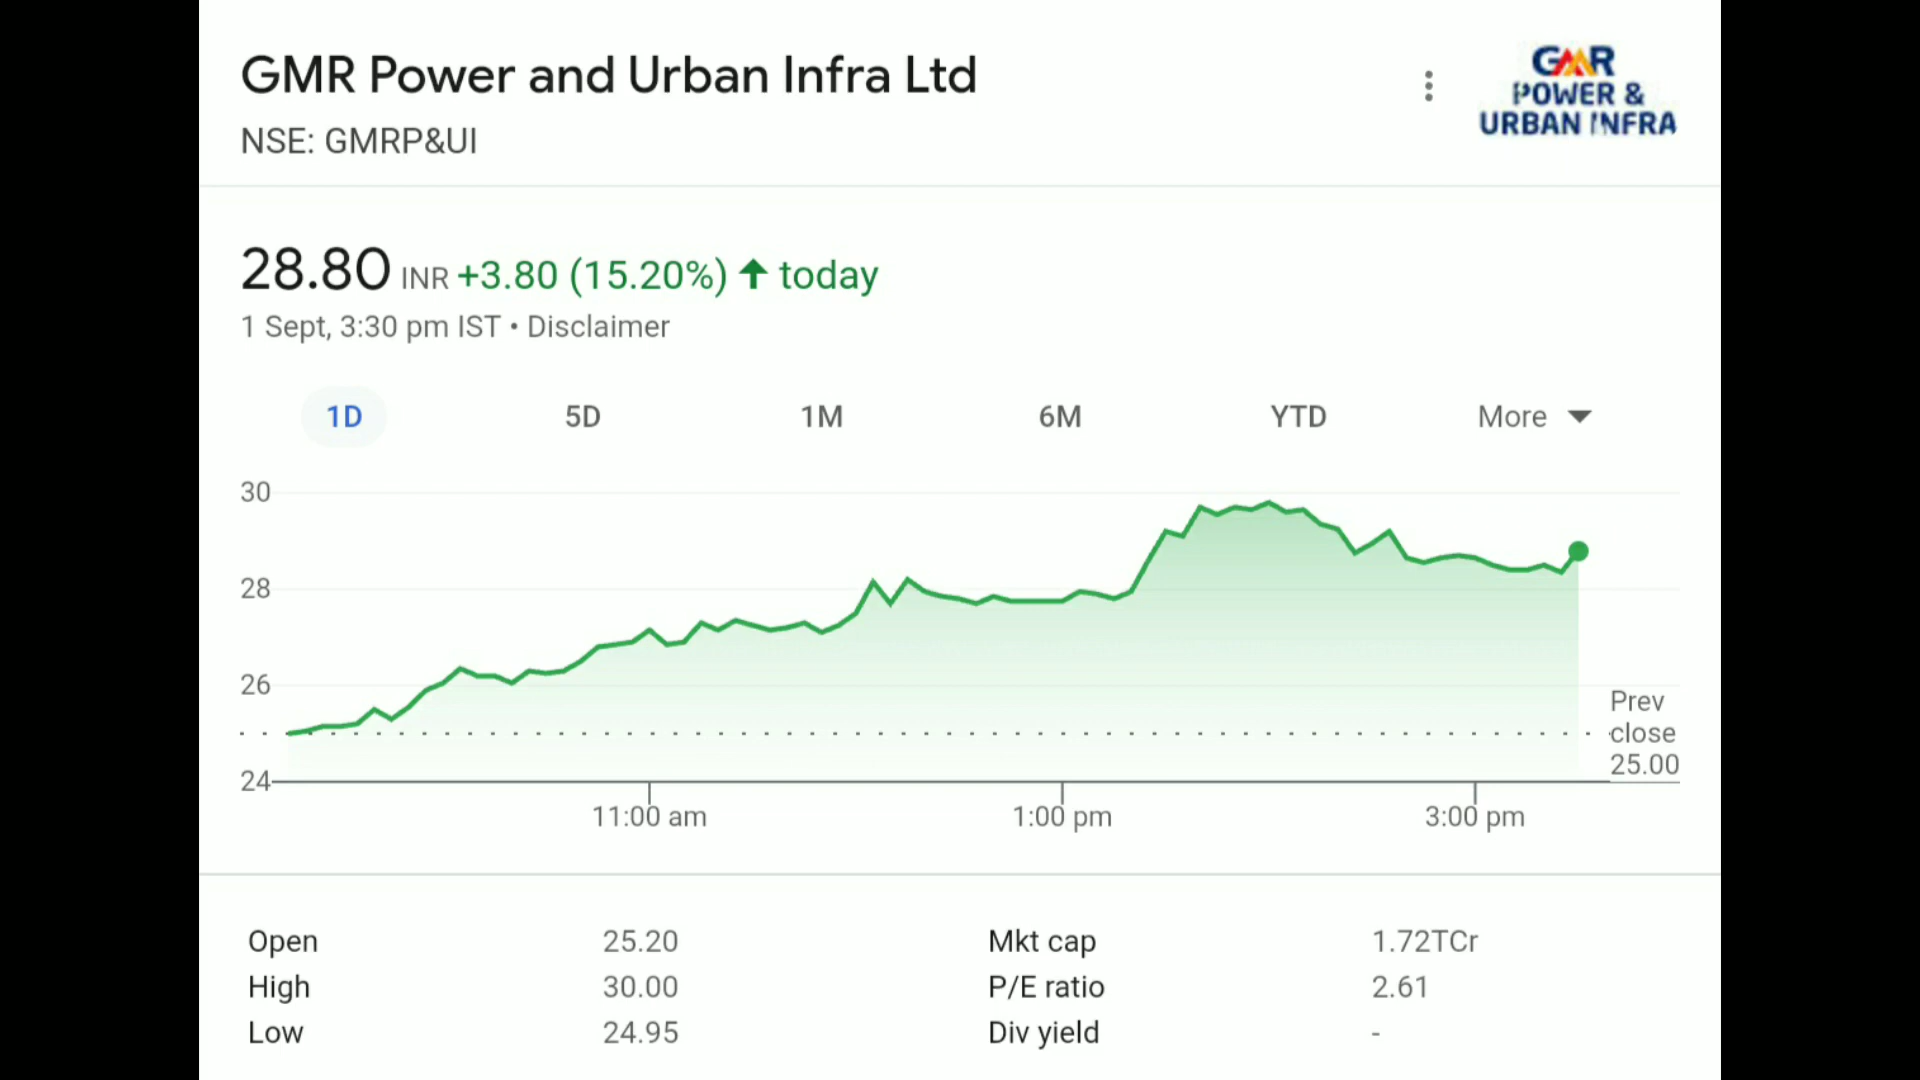 GMR Power and Urban Infra Ltd
NSE: GMRP&UI
GMR
POWER &
URBAN INFRA
28.80 INR +3.80 (15.20%) ↑ today
1 Sept, 3:30 pm IST • Disclaimer
1D 5D 1M 6M YTD More
30
28
26
24
Prev
close
25.00
11:00 am 1:00 pm 3:00 pm
Open 25.20 Mkt cap 1.72TCr
High 30.00 P/E ratio 2.61
Low 24.95 Div yield -